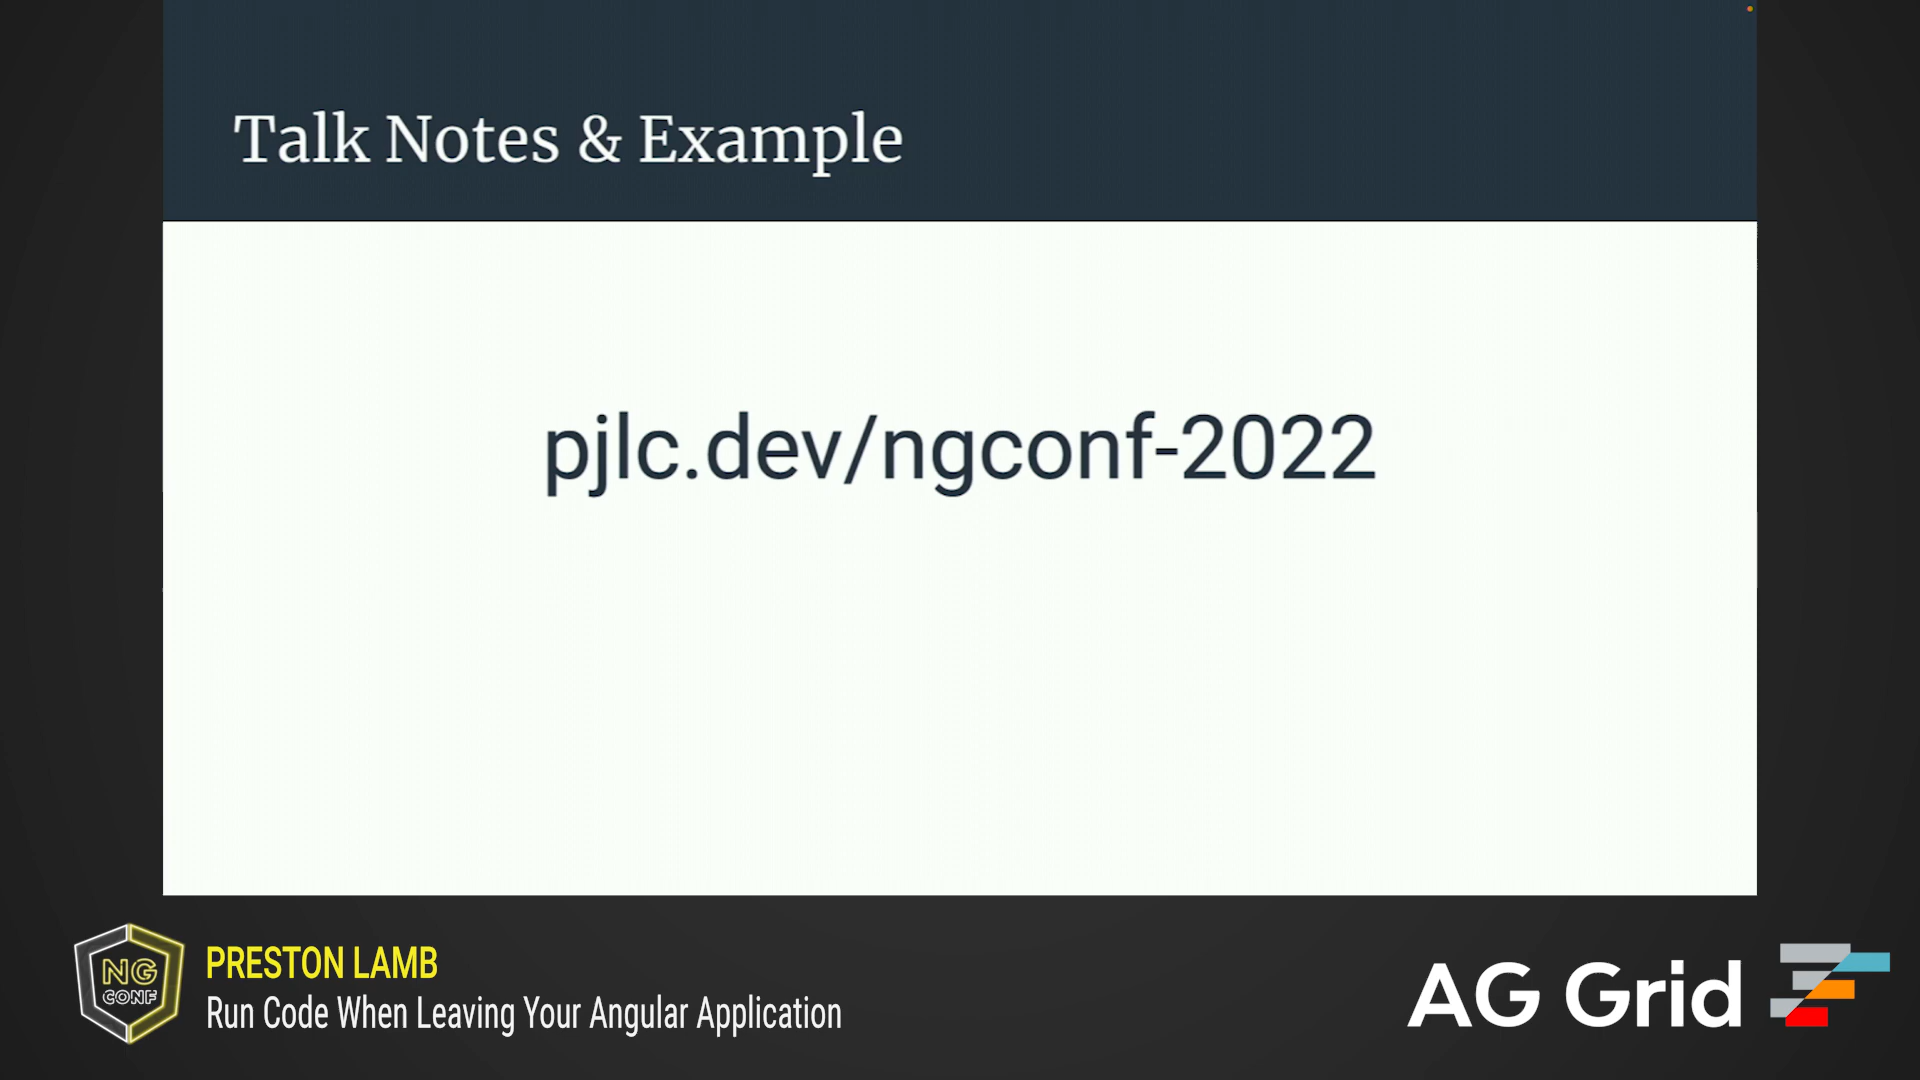 Talk Notes & Example
pjlc.dev/ngconf-2022
NG
CONF
PRESTON LAMB
Run Code When Leaving Your Angular Application
AG Grid